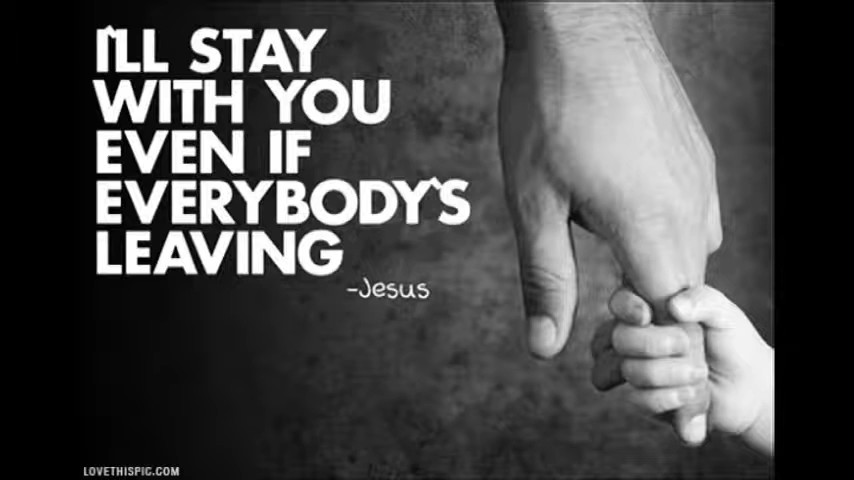 I'LL STAY
WITH YOU
EVEN IF
EVERYBODY'S
LEAVING
-Jesus
LOVETHISPIC.COM